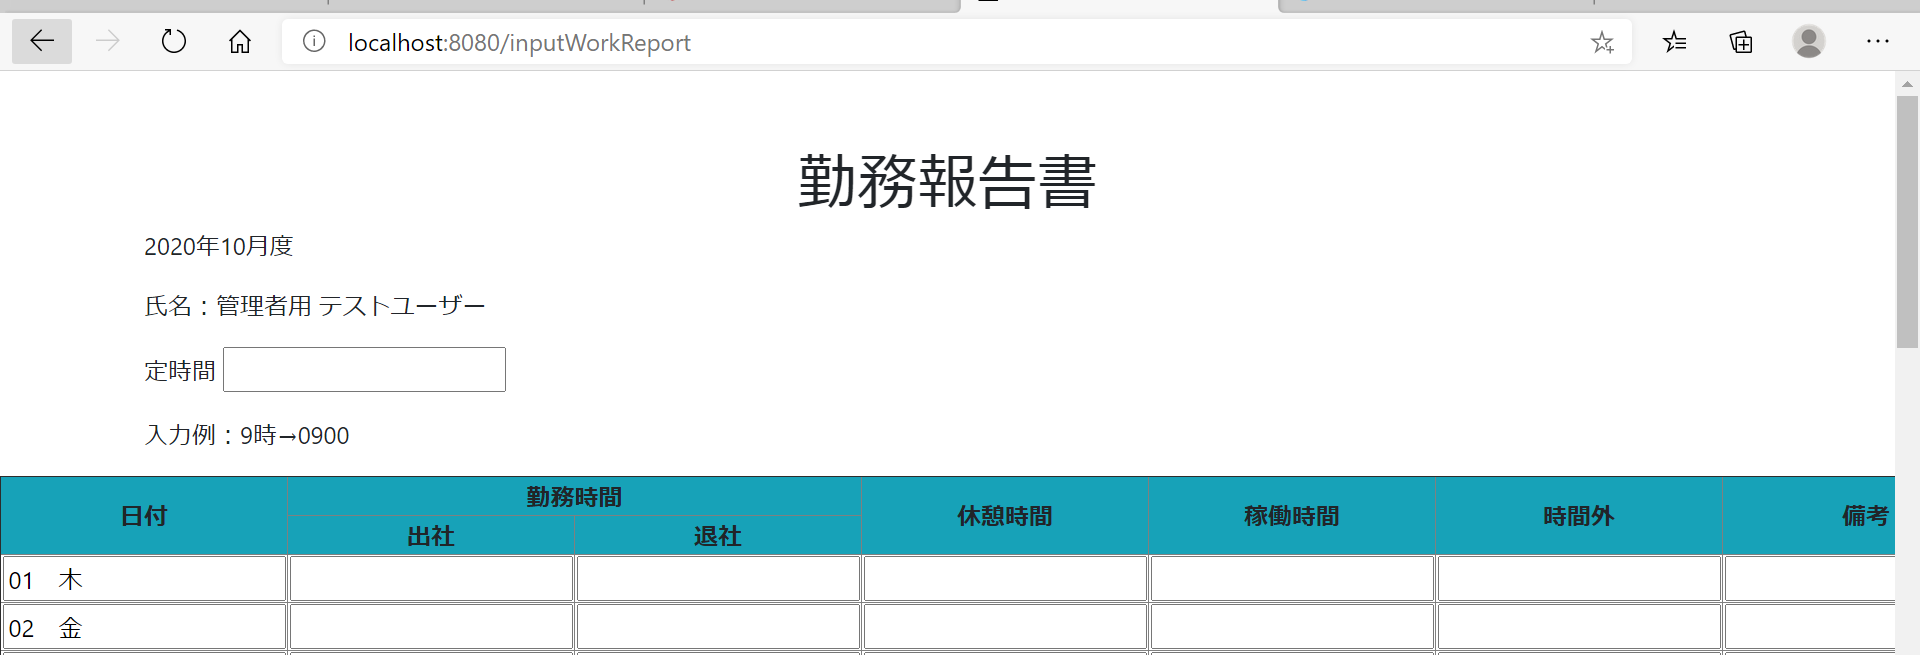 localhost:8080/inputWorkReport
勤務報告書
2020年10月度
氏名：管理者用 テストユーザー
定時間
入力例：9時→0900
日付 勤務時間 休憩時間 稼働時間 時間外 備考
出社 退社
01　木
02　金